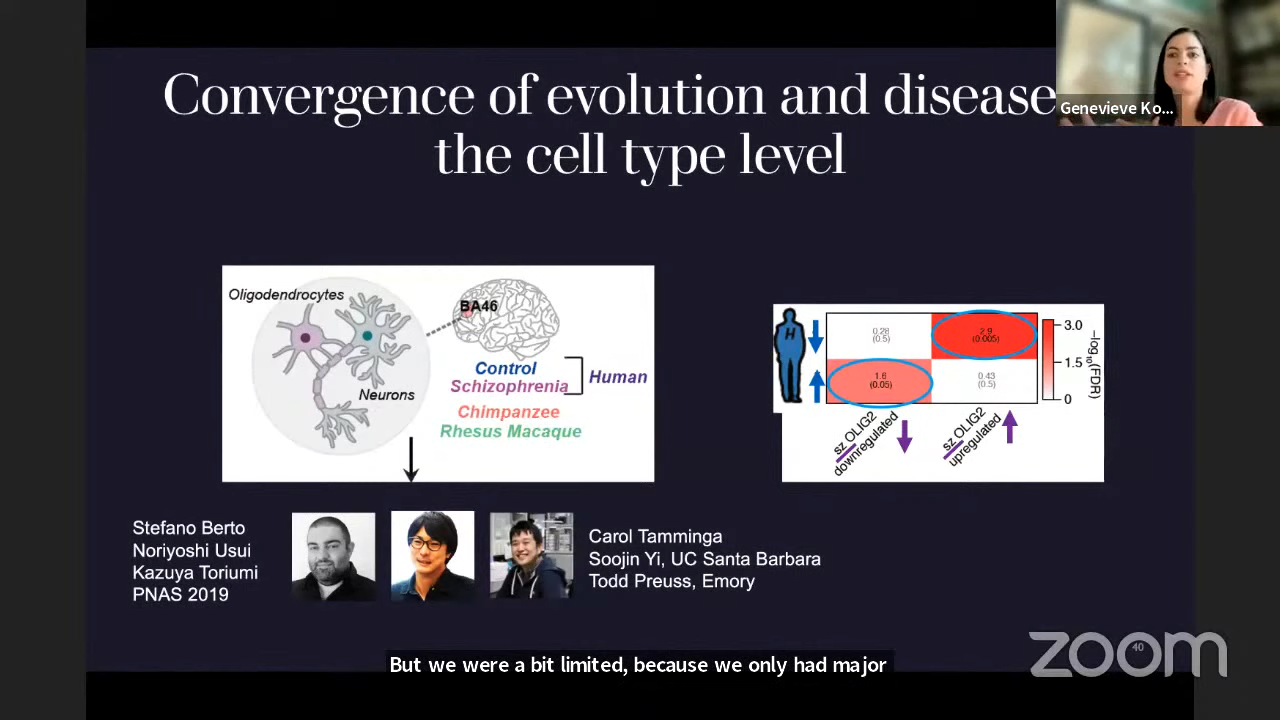 Convergence of evolution and disease
the cell type level
Genevieve Ko...
Oligodendrocytes
Neurons
BA46
Control
Schizophrenia
Human
Chimpanzee
Rhesus Macaque
H
0.28
(0.5)
2.9
(0.005)
1.6
(0.05)
0.43
(0.5)
3.0
1.5
0
-log10(FDR)
sz OLIG2
downregulated
sz OLIG2
upregulated
Stefano Berto
Noriyoshi Usui
Kazuya Toriumi
PNAS 2019
Carol Tamminga
Soojin Yi, UC Santa Barbara
Todd Preuss, Emory
40
zoom
But we were a bit limited, because we only had major